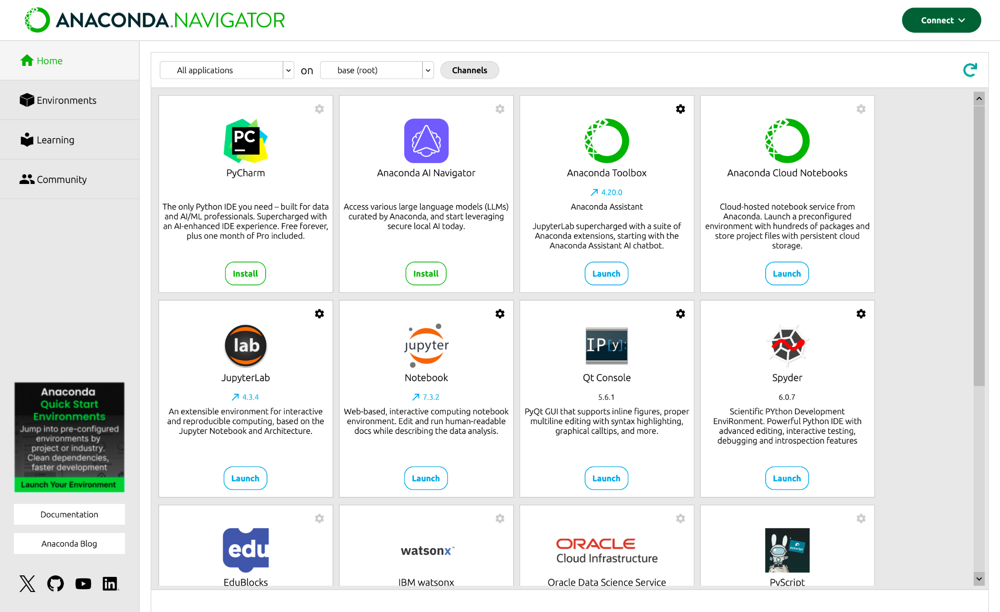 ANACONDA.NAVIGATOR
Connect
Home
Environments
Learning
Community
All applications
on
base (root)
Channels
PC
PyCharm
The only Python IDE you need – built for data
and AI/ML professionals. Supercharged with
an AI-enhanced IDE experience. Free forever,
plus one month of Pro included.
Install
Anaconda AI Navigator
Access various large language models (LLMs)
curated by Anaconda, and start leveraging
secure local AI today.
Install
Anaconda Toolbox
4.20.0
Anaconda Assistant
JupyterLab supercharged with a suite of
Anaconda extensions, starting with the
Anaconda Assistant AI chatbot.
Launch
Anaconda Cloud Notebooks
Cloud-hosted notebook service from
Anaconda. Launch a preconfigured
environment with hundreds of packages and
store project files with persistent cloud
storage.
Launch
lab
JupyterLab
4.3.4
An extensible environment for interactive
and reproducible computing, based on the
Jupyter Notebook and Architecture.
Launch
jupyter
Notebook
7.3.2
Web-based, interactive computing notebook
environment. Edit and run human-readable
docs while describing the data analysis.
Launch
IP[y]:
Qt Console
5.6.1
PyQt GUI that supports inline figures, proper
multiline editing with syntax highlighting,
graphical calltips, and more.
Launch
Spyder
6.0.7
Scientific PYthon Development
EnviRonment. Powerful Python IDE with
advanced editing, interactive testing,
debugging and introspection features
Launch
edu
EduBlocks
watsonx™
IBM watsonx
ORACLE
Cloud Infrastructure
Oracle Data Science Service
pyscript
PyScript
Anaconda
Quick Start
Environments
Jump into pre-configured
environments by
project or industry.
Clean dependencies,
faster development
Launch Your Environment
Documentation
Anaconda Blog
in